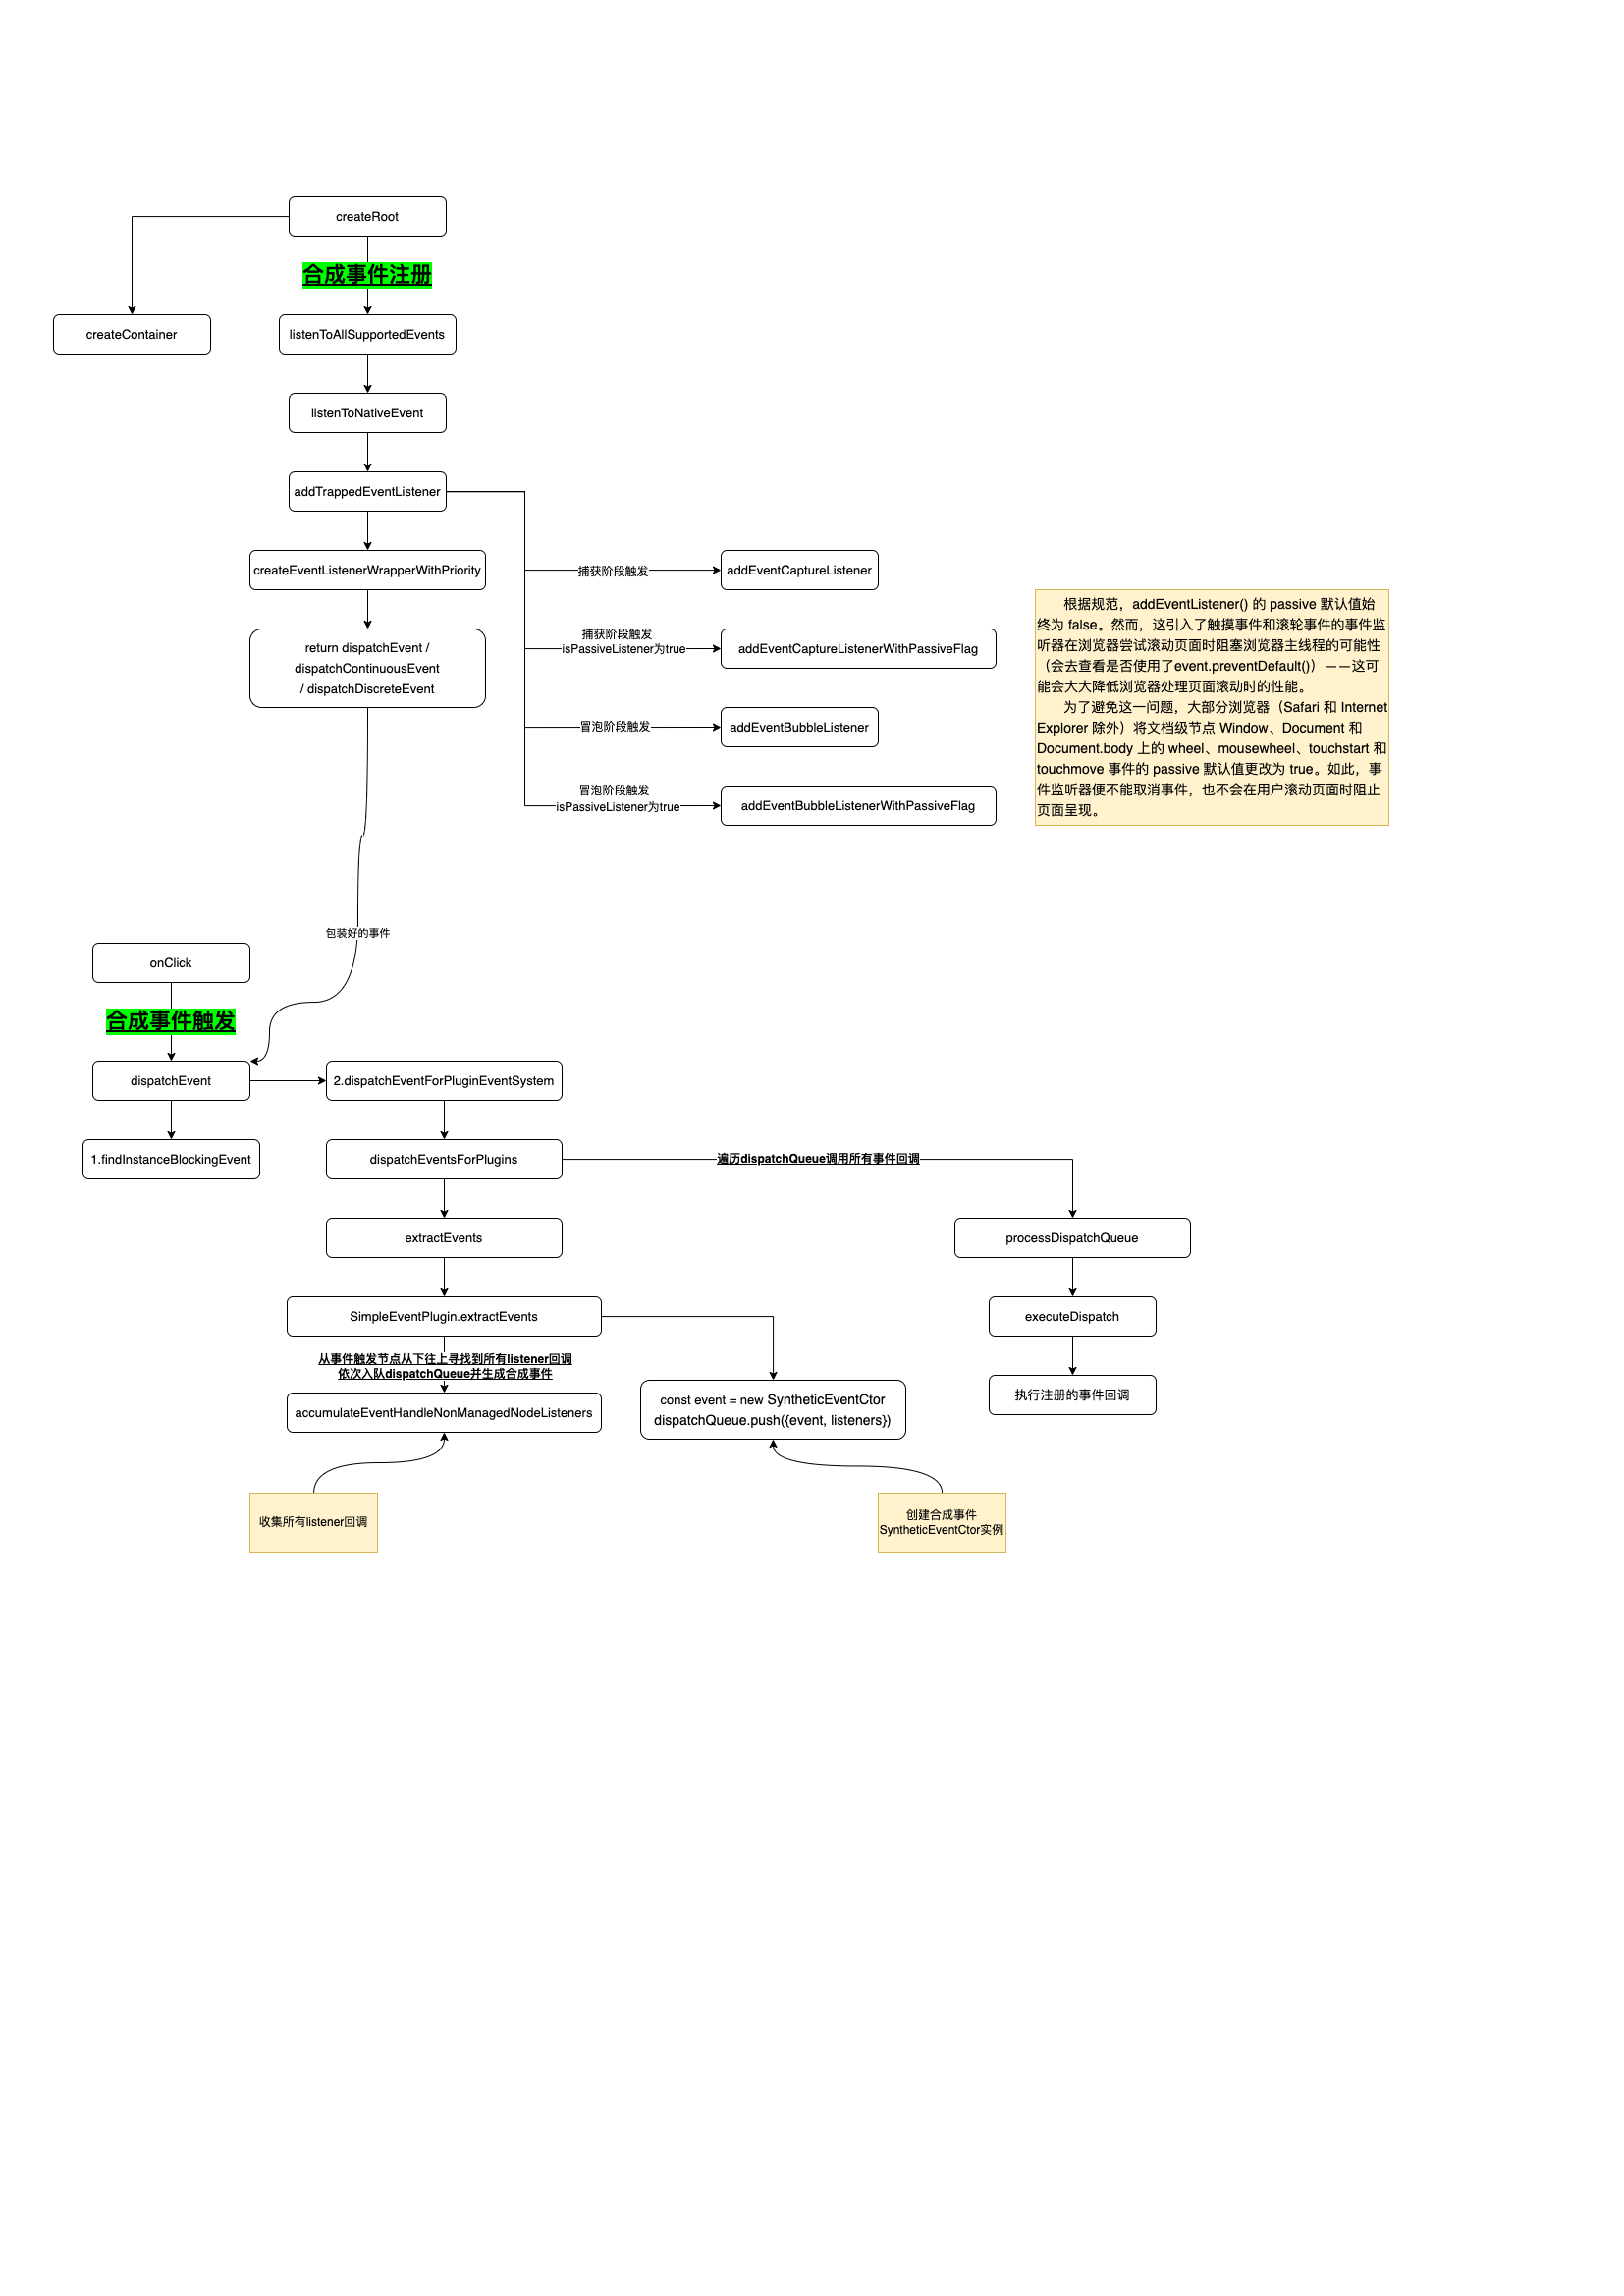 createRoot
合成事件注册
createContainer
listenToAllSupportedEvents
listenToNativeEvent
addTrappedEventListener
createEventListenerWrapperWithPriority
return dispatchEvent /
dispatchContinuousEvent
/ dispatchDiscreteEvent
捕获阶段触发
addEventCaptureListener
捕获阶段触发
isPassiveListener为true
addEventCaptureListenerWithPassiveFlag
冒泡阶段触发
addEventBubbleListener
冒泡阶段触发
isPassiveListener为true
addEventBubbleListenerWithPassiveFlag
根据规范，addEventListener() 的 passive 默认值始
终为 false。然而，这引入了触摸事件和滚轮事件的事件监
听器在浏览器尝试滚动页面时阻塞浏览器主线程的可能性
（会去查看是否使用了event.preventDefault()）——这可
能会大大降低浏览器处理页面滚动时的性能。
为了避免这一问题，大部分浏览器（Safari 和 Internet
Explorer 除外）将文档级节点 Window、Document 和
Document.body 上的 wheel、mousewheel、touchstart 和
touchmove 事件的 passive 默认值更改为 true。如此，事
件监听器便不能取消事件，也不会在用户滚动页面时阻止
页面呈现。
包装好的事件
onClick
合成事件触发
dispatchEvent
2.dispatchEventForPluginEventSystem
1.findInstanceBlockingEvent
dispatchEventsForPlugins
遍历dispatchQueue调用所有事件回调
extractEvents
processDispatchQueue
SimpleEventPlugin.extractEvents
executeDispatch
从事件触发节点从下往上寻找到所有listener回调
依次入队dispatchQueue并生成合成事件
accumulateEventHandleNonManagedNodeListeners
const event = new SyntheticEventCtor
dispatchQueue.push({event, listeners})
执行注册的事件回调
收集所有listener回调
创建合成事件
SyntheticEventCtor实例